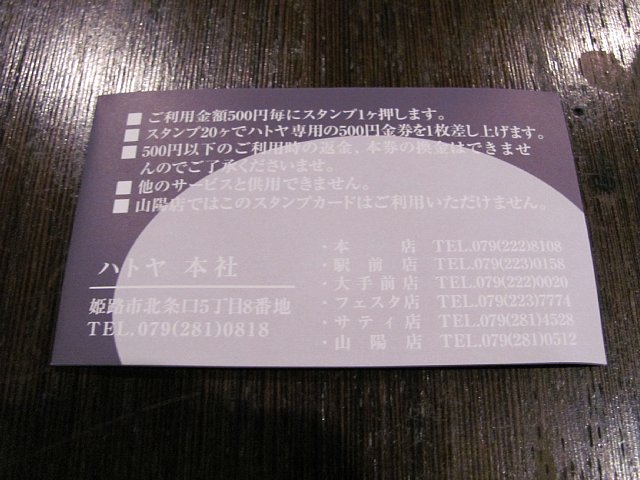 ■ ご利用金額500円毎にスタンプ1ヶ押します。
■ スタンプ20ヶでハトヤ専用の500円金券を1枚差し上げます。
■ 500円以下のご利用時の返金、本券の換金はできませ
んのでご了承くださいませ。
■ 他のサービスと供用できません。
■ 山陽店ではこのスタンプカードはご利用いただけません。
ハトヤ 本社
姫路市北条口5丁目8番地
TEL.079(281)0818
・本店 TEL.079(222)8108
・駅前店 TEL.079(223)0158
・大手前店 TEL.079(222)0020
・フェスタ店 TEL.079(223)7774
・サティ店 TEL.079(281)4528
・山陽店 TEL.079(281)0512